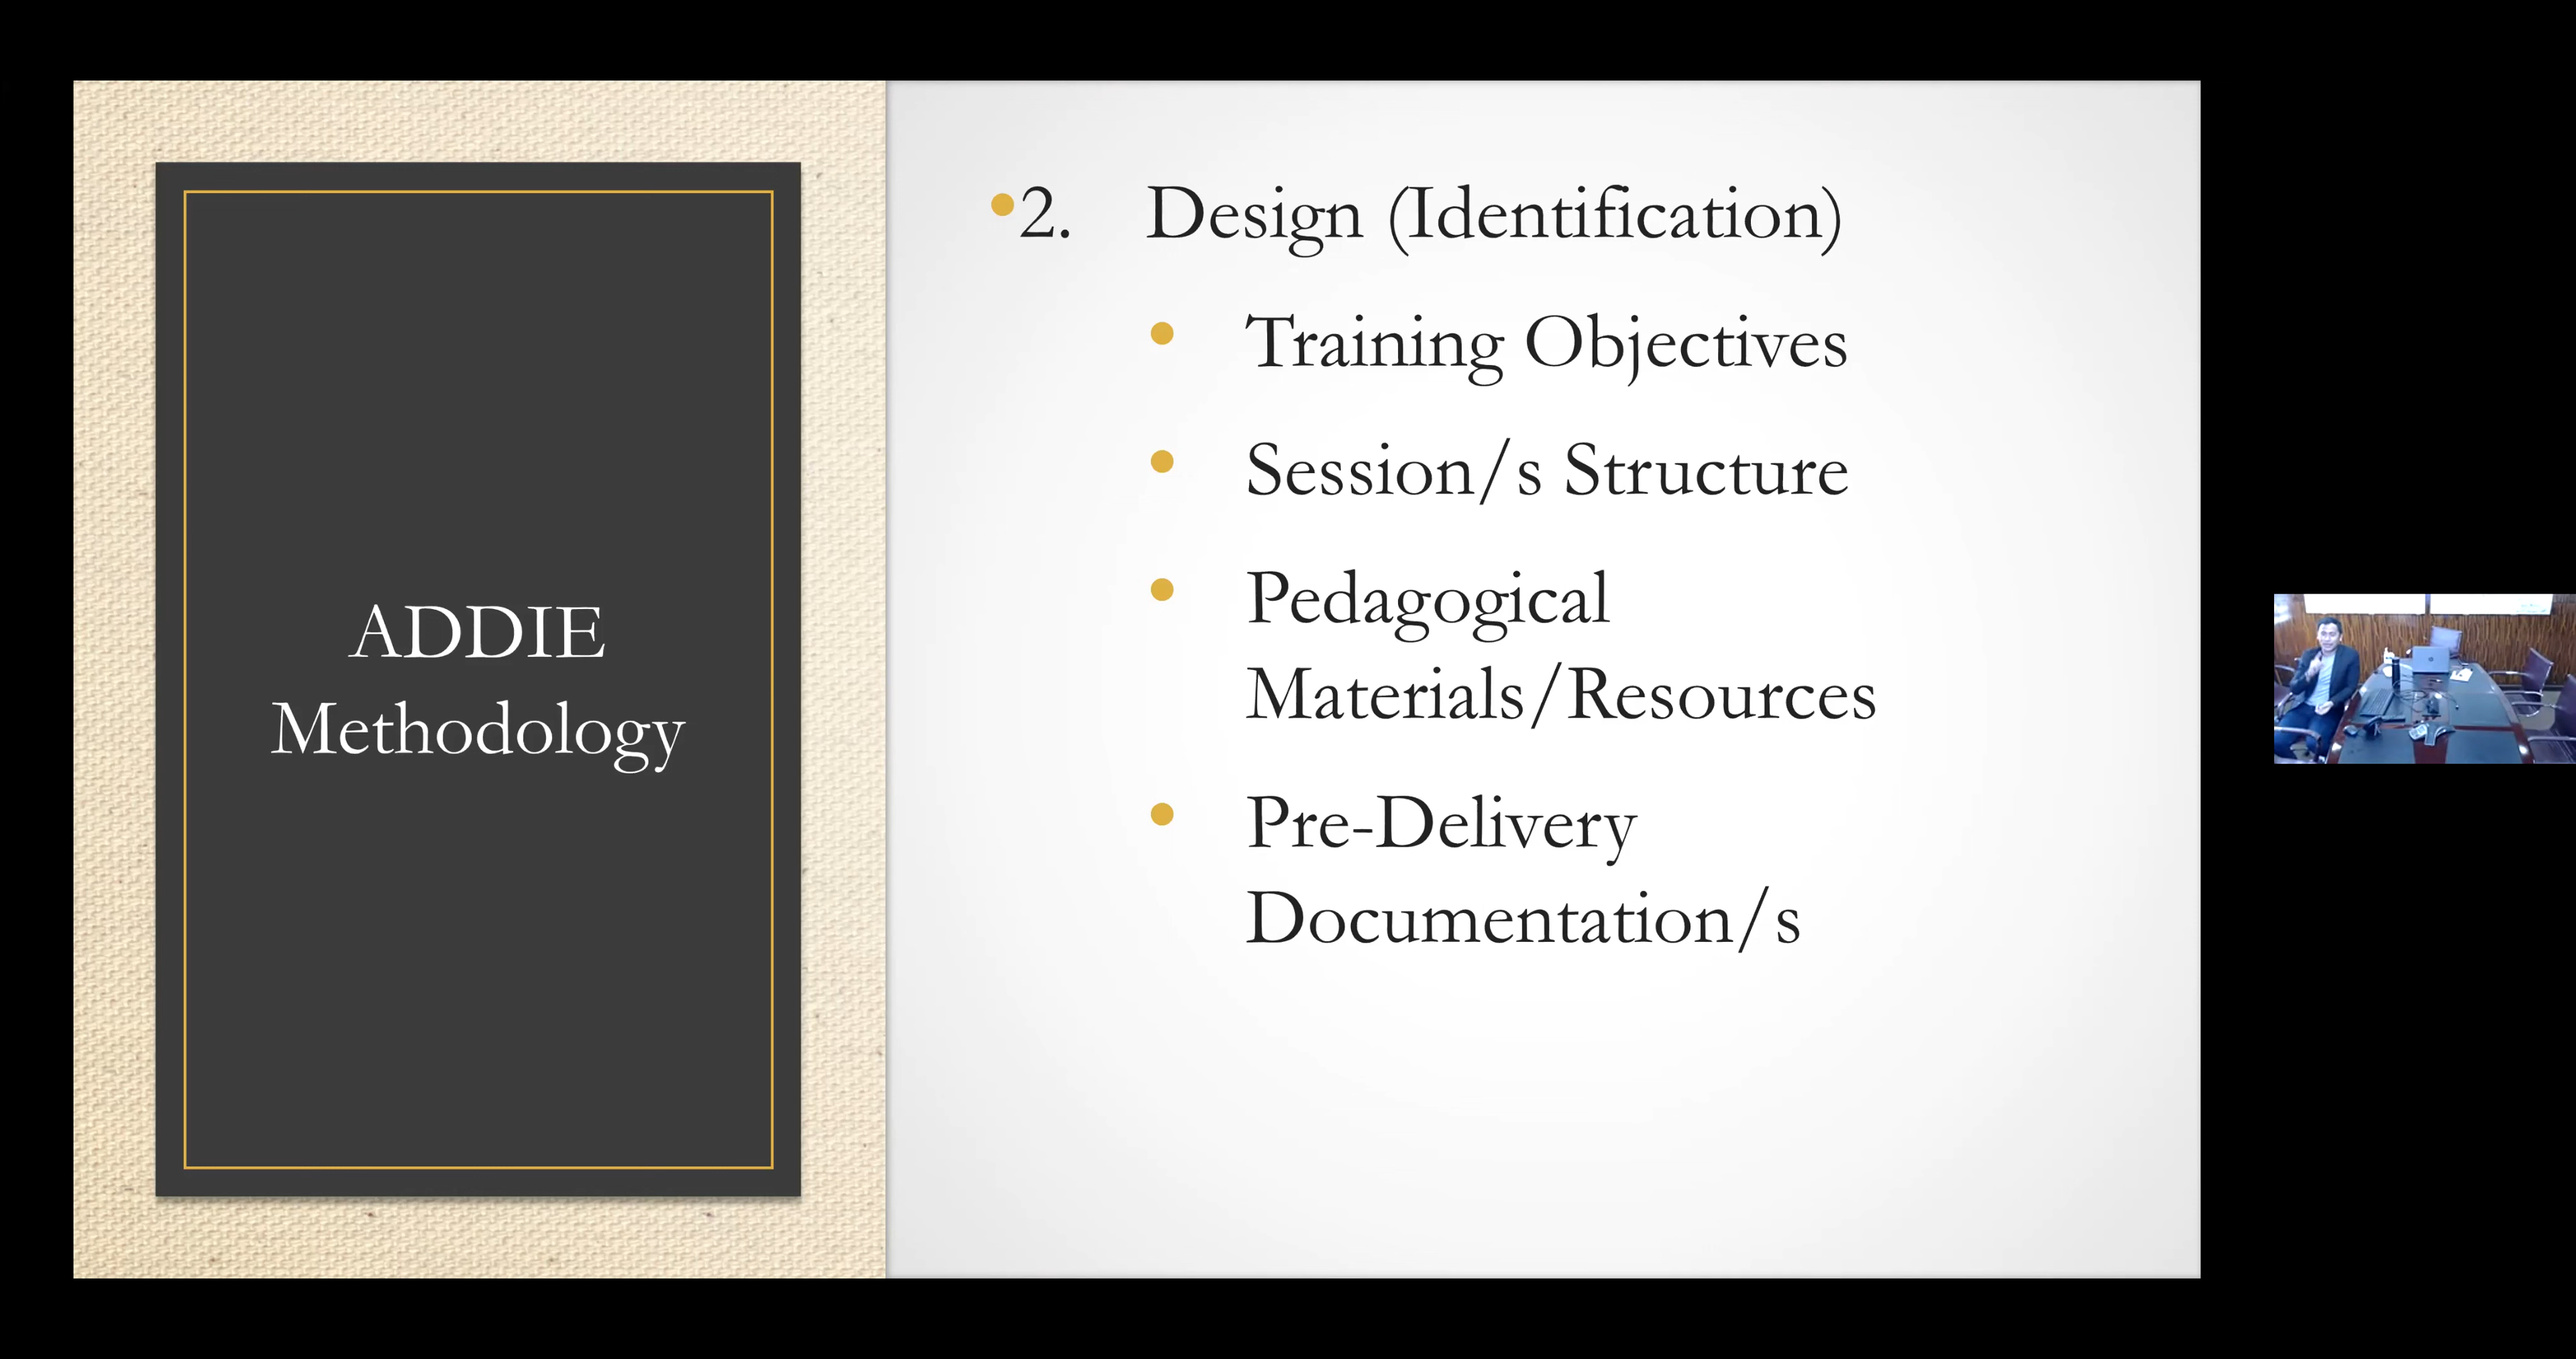 ADDIE
Methodology
•2. Design (Identification)
• Training Objectives
• Session/s Structure
• Pedagogical
Materials/Resources
• Pre-Delivery
Documentation/s